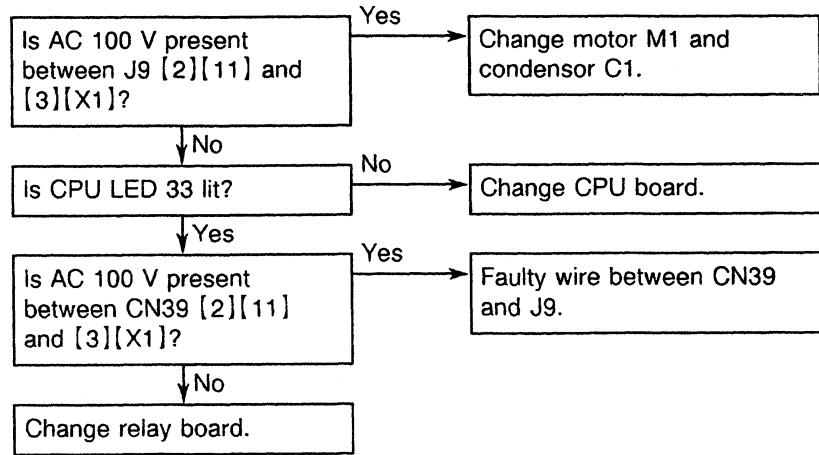 Is AC 100 V present
between J9 [2][11] and
[3][X1]?
Yes
Change motor M1 and
condensor C1.
No
Is CPU LED 33 lit?
No
Change CPU board.
Yes
Is AC 100 V present
between CN39 [2][11]
and [3][X1]?
Yes
Faulty wire between CN39
and J9.
No
Change relay board.